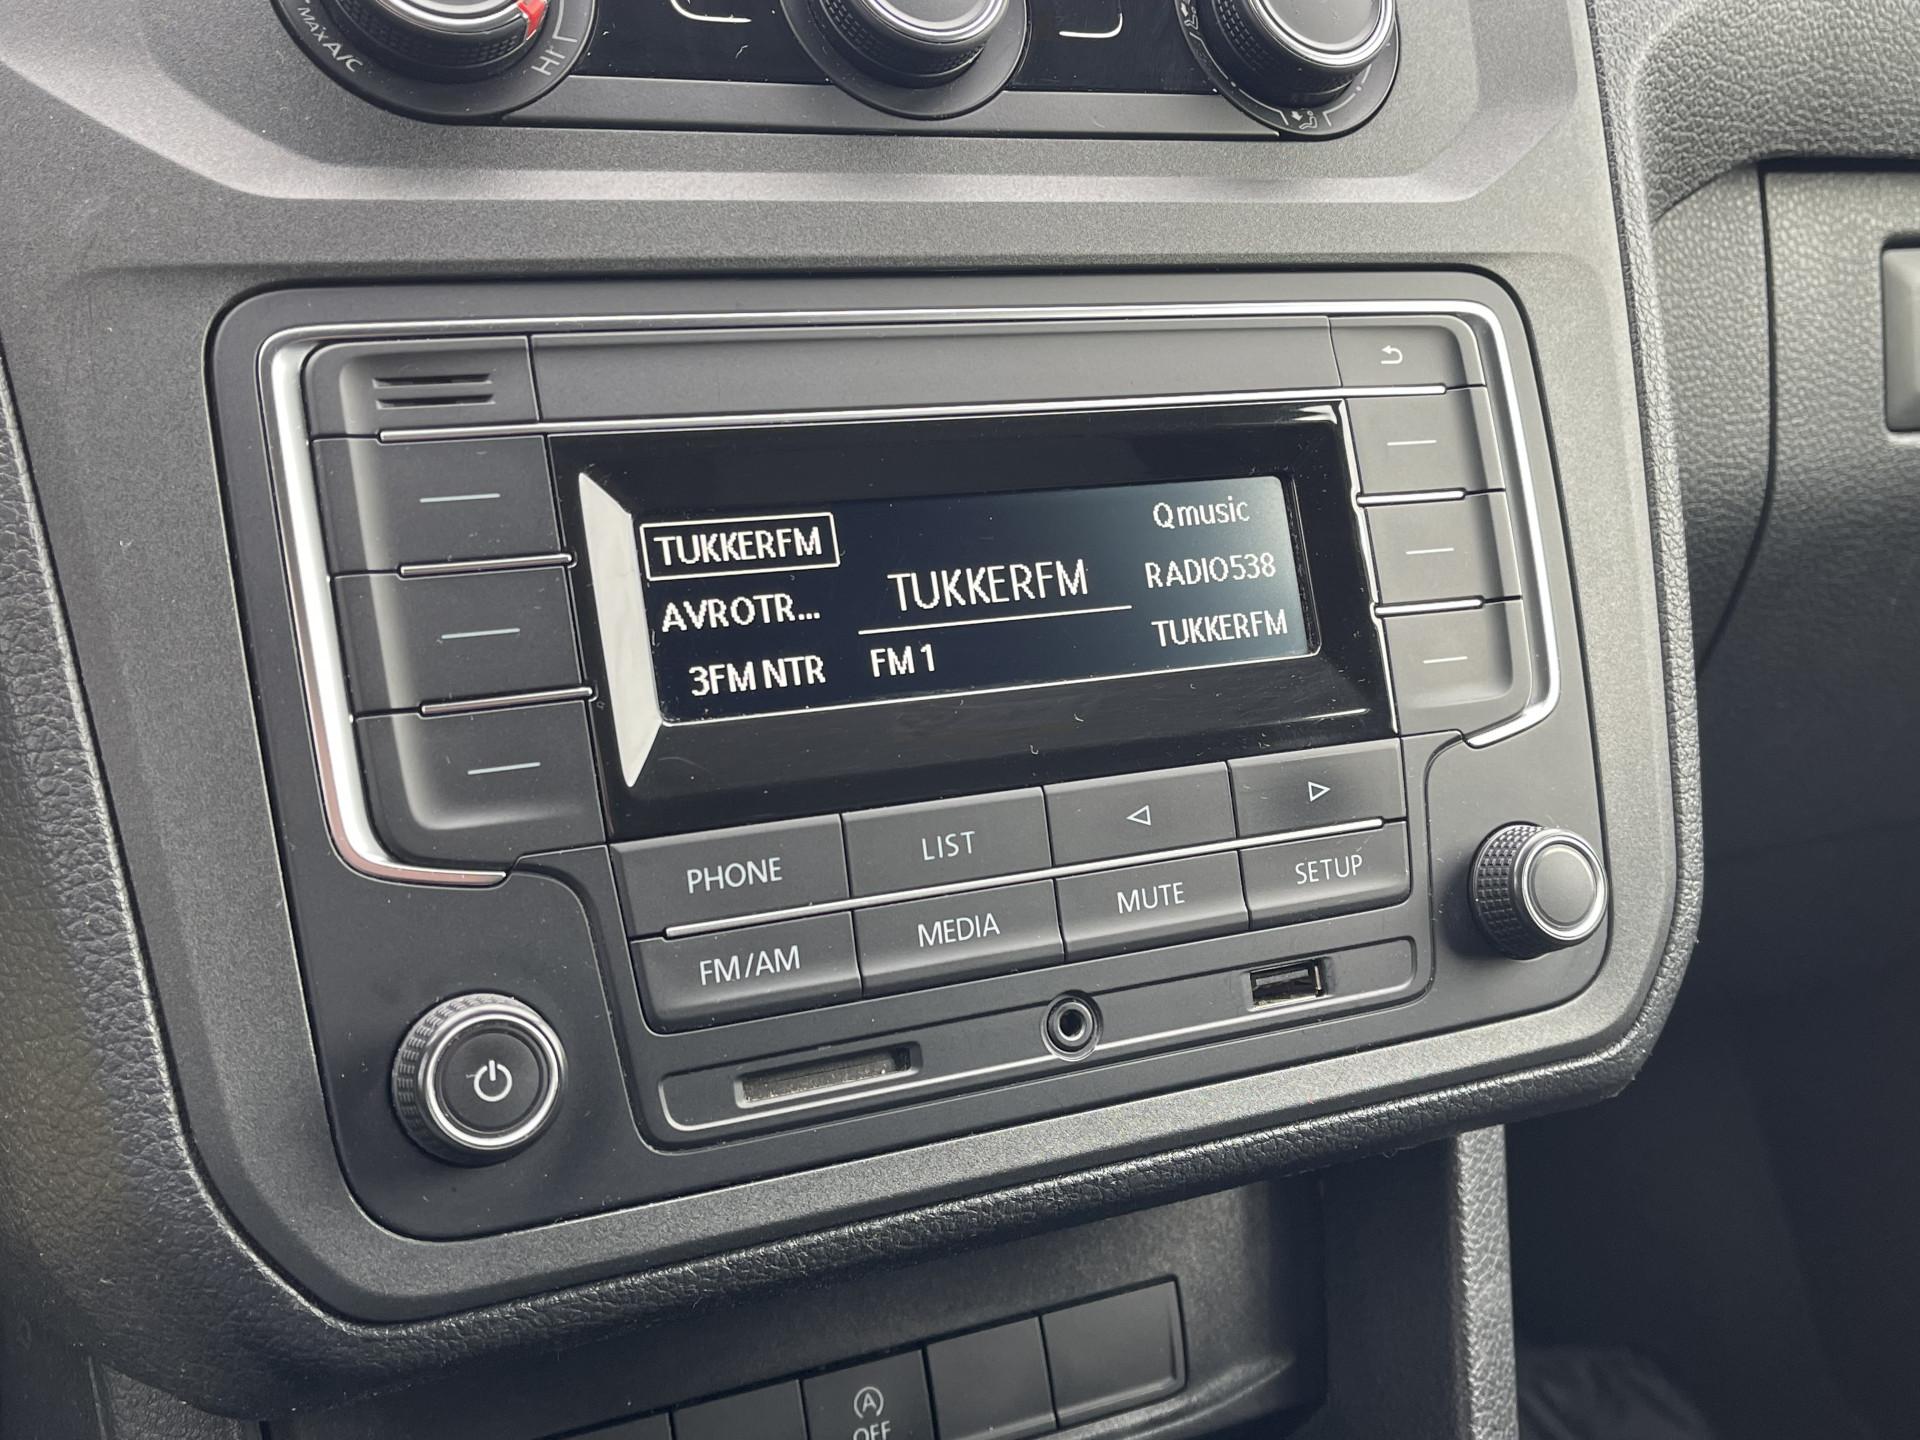 MAX A/C
HI
TUKKERFM
AVROTR...
3FM NTR
TUKKERFM
FM 1
Qmusic
RADIO538
TUKKERFM
PHONE
LIST
FM/AM
MEDIA
MUTE
SETUP
A
OFF